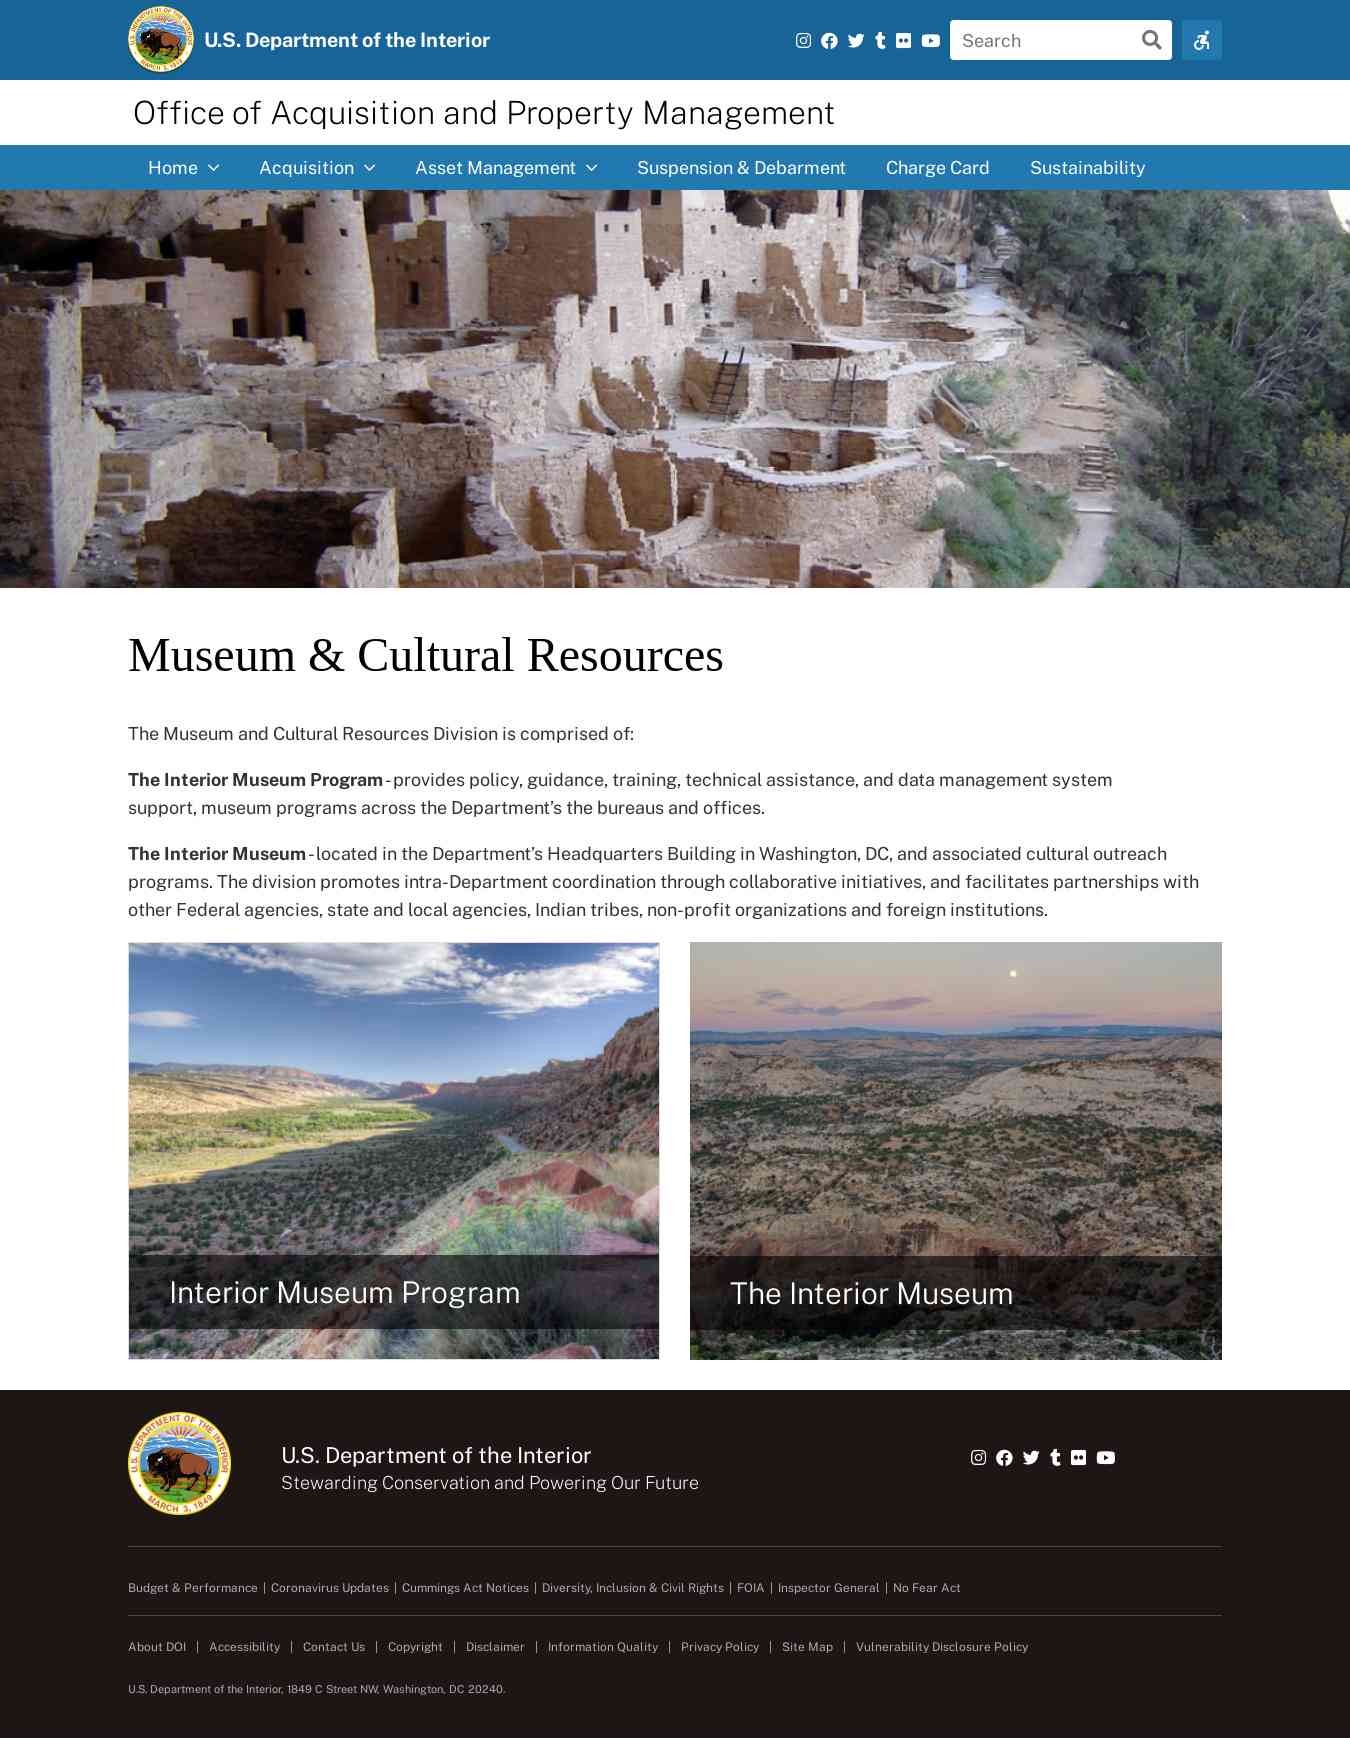 U.S. Department of the Interior
Search
Office of Acquisition and Property Management
Home Acquisition Asset Management Suspension & Debarment Charge Card Sustainability
Museum & Cultural Resources
The Museum and Cultural Resources Division is comprised of:
The Interior Museum Program - provides policy, guidance, training, technical assistance, and data management system
support, museum programs across the Department’s the bureaus and offices.
The Interior Museum - located in the Department’s Headquarters Building in Washington, DC, and associated cultural outreach
programs. The division promotes intra-Department coordination through collaborative initiatives, and facilitates partnerships with
other Federal agencies, state and local agencies, Indian tribes, non-profit organizations and foreign institutions.
Interior Museum Program
The Interior Museum
U.S. DEPARTMENT OF THE INTERIOR
MARCH 3, 1849
U.S. Department of the Interior
Stewarding Conservation and Powering Our Future
Budget & Performance | Coronavirus Updates | Cummings Act Notices | Diversity, Inclusion & Civil Rights | FOIA | Inspector General | No Fear Act
About DOI | Accessibility | Contact Us | Copyright | Disclaimer | Information Quality | Privacy Policy | Site Map | Vulnerability Disclosure Policy
U.S. Department of the Interior, 1849 C Street NW, Washington, DC 20240.